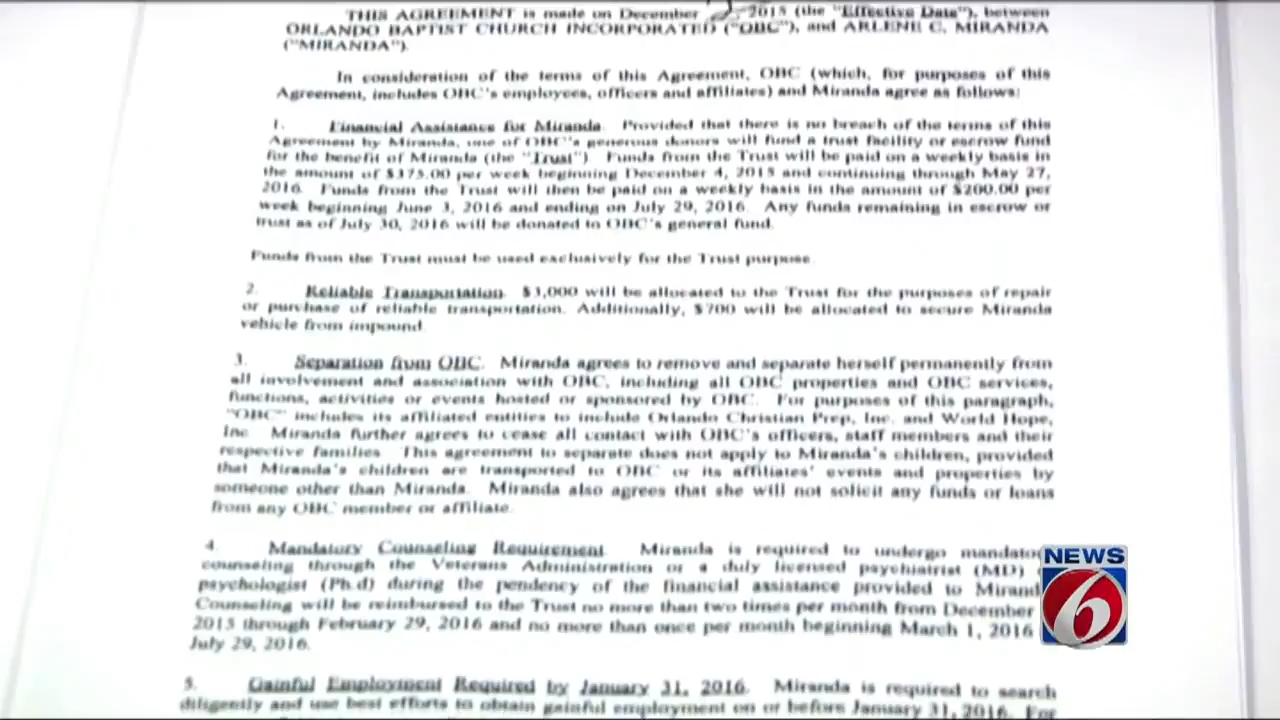 THIS AGREEMENT is made on December 2015 (the "Effective Date"), between
ORLANDO BAPTIST CHURCH INCORPORATED ("OBC"), and ARLENE C. MIRANDA
("MIRANDA").
In consideration of the terms of this Agreement, OBC (which, for purposes of this
Agreement, includes OBC's employees, officers and affiliates) and Miranda agree as follows:
1. Financial Assistance for Miranda. Provided that there is no breach of the terms of this
Agreement by Miranda, one of OBC's generous donors will fund a trust facility or escrow fund
for the benefit of Miranda (the "Trust"). Funds from the Trust will be paid on a weekly basis in
the amount of $375.00 per week beginning December 4, 2015 and continuing through May 27,
2016. Funds from the Trust will then be paid on a weekly basis in the amount of $200.00 per
week beginning June 3, 2016 and ending on July 29, 2016. Any funds remaining in escrow or
trust as of July 30, 2016 will be donated to OBC's general fund.
Funds from the Trust must be used exclusively for the Trust purpose.
2. Reliable Transportation. $3,000 will be allocated to the Trust for the purposes of repair
or purchase of reliable transportation. Additionally, $700 will be allocated to secure Miranda
vehicle from impound.
3. Separation from OBC. Miranda agrees to remove and separate herself permanently from
all involvement and association with OBC, including all OBC properties and OBC services,
functions, activities or events hosted or sponsored by OBC. For purposes of this paragraph,
"OBC" includes its affiliated entities to include Orlando Christian Prep, Inc. and World Hope,
Inc. Miranda further agrees to cease all contact with OBC's officers, staff members and their
respective families. This agreement to separate does not apply to Miranda's children, provided
that Miranda's children are transported to OBC or its affiliates' events and properties by
someone other than Miranda. Miranda also agrees that she will not solicit any funds or loans
from any OBC member or affiliate.
4. Mandatory Counseling Requirement. Miranda is required to undergo mandato
counseling through the Veterans Administration or a duly licensed psychiatrist (MD)
psychologist (Ph.d) during the pendency of the financial assistance provided to Mirand
Counseling will be reimbursed to the Trust no more than two times per month from December
2015 through February 29, 2016 and no more than once per month beginning March 1, 2016
July 29, 2016.
5. Gainful Employment Required by January 31, 2016. Miranda is required to search
diligently and use best efforts to obtain gainful employment on or before January 31, 2016. For
NEWS
6